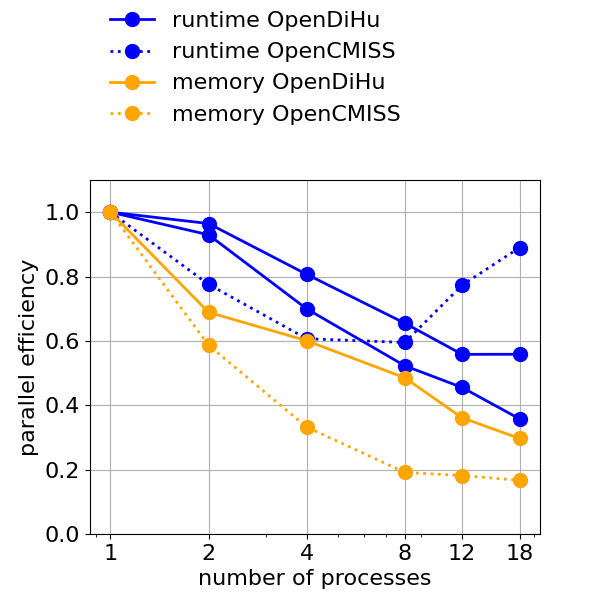 runtime OpenDiHu
runtime OpenCMISS
memory OpenDiHu
memory OpenCMISS
1.0
0.8
0.6
0.4
0.2
0.0
parallel efficiency
1 2 4 8 12 18
number of processes